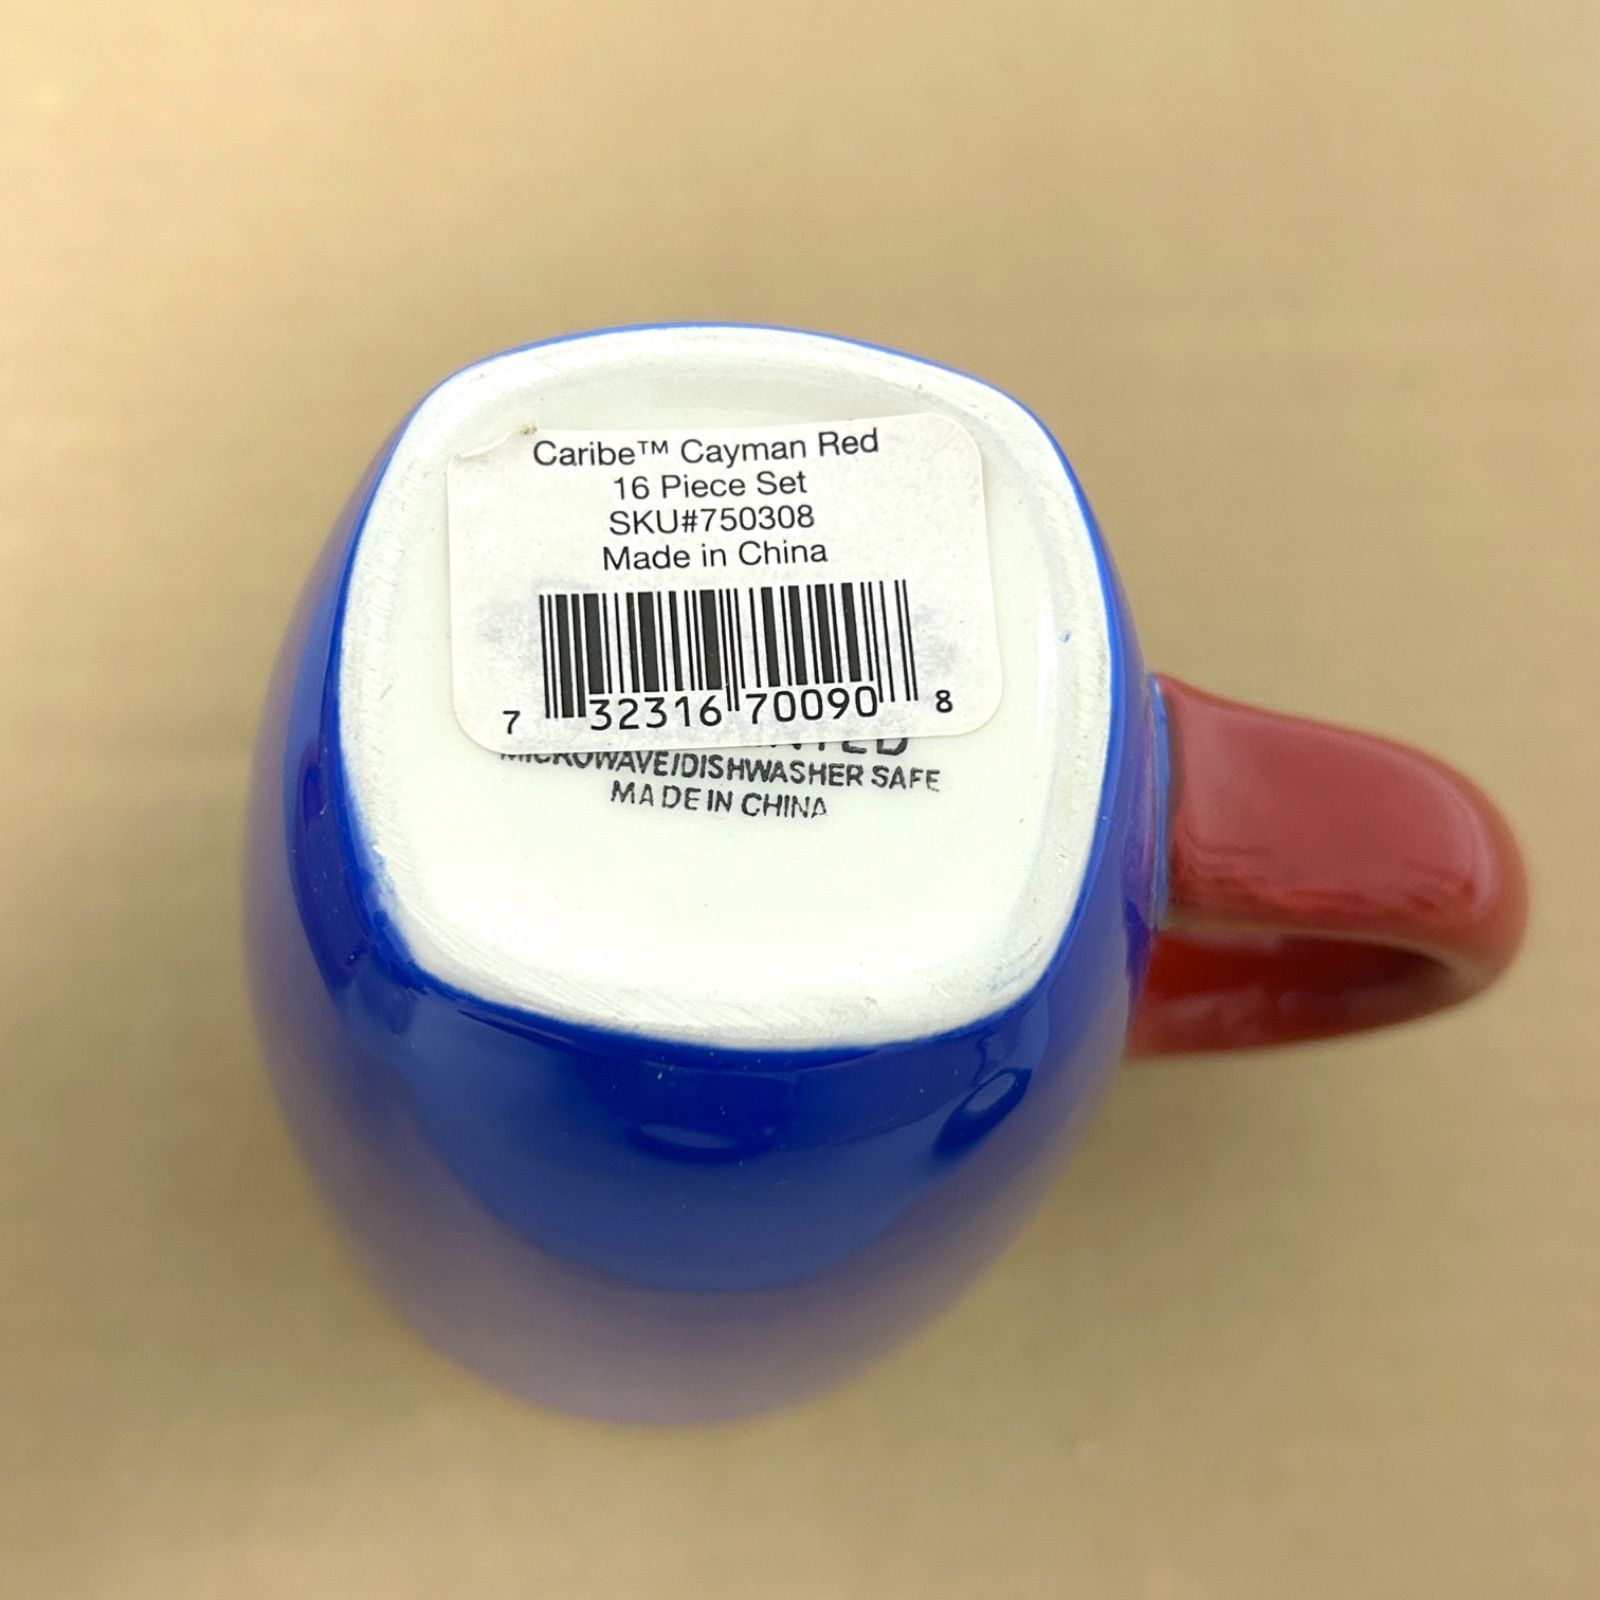 Caribe™ Cayman Red
16 Piece Set
SKU#750308
Made in China
7 32316 70090 8
MICROWAVE/DISHWASHER SAFE
MADE IN CHINA